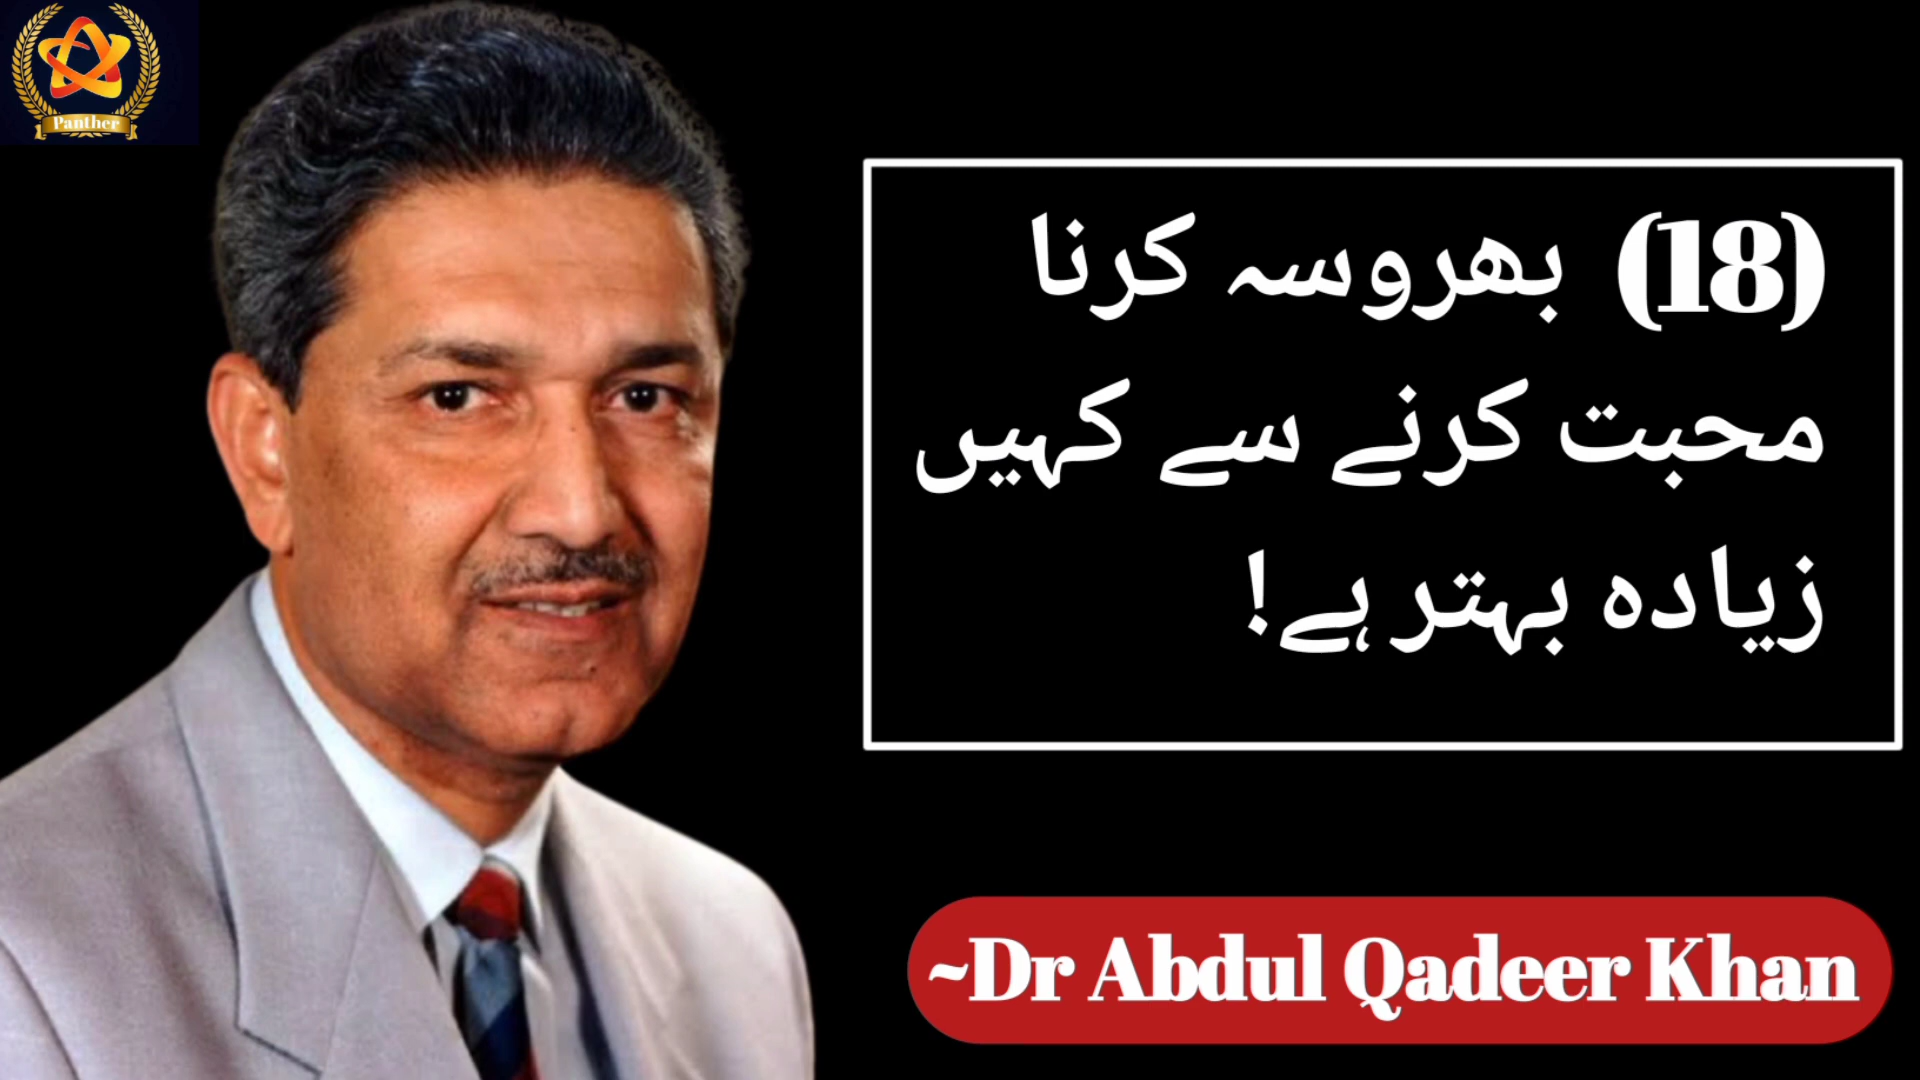 Panther
(18) بھروسہ کرنا
محبت کرنے سے کہیں
زیادہ بہتر ہے!
~Dr Abdul Qadeer Khan